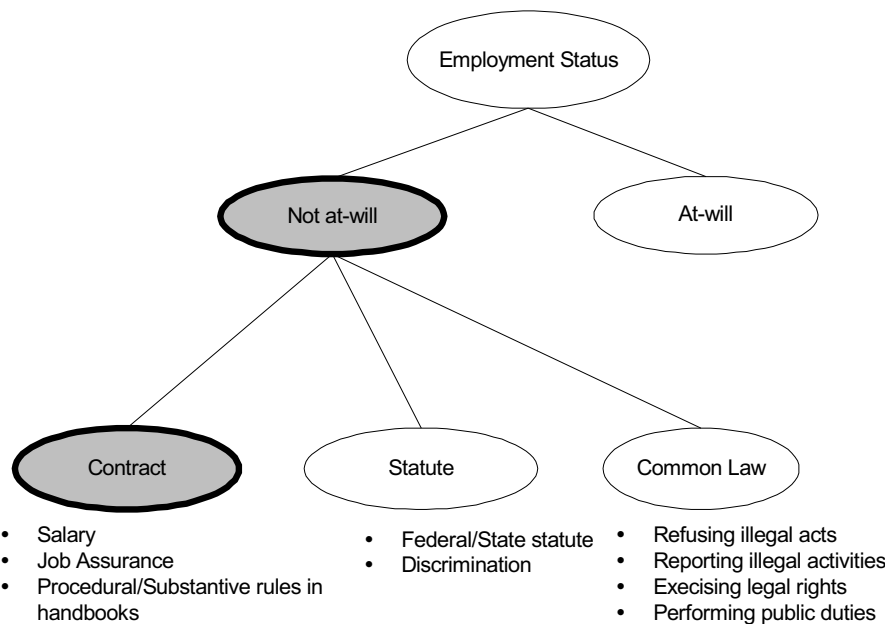 Employment Status
Not at-will
At-will
Contract
Statute
Common Law
• Salary
• Job Assurance
• Procedural/Substantive rules in
handbooks
• Federal/State statute
• Discrimination
• Refusing illegal acts
• Reporting illegal activities
• Execising legal rights
• Performing public duties